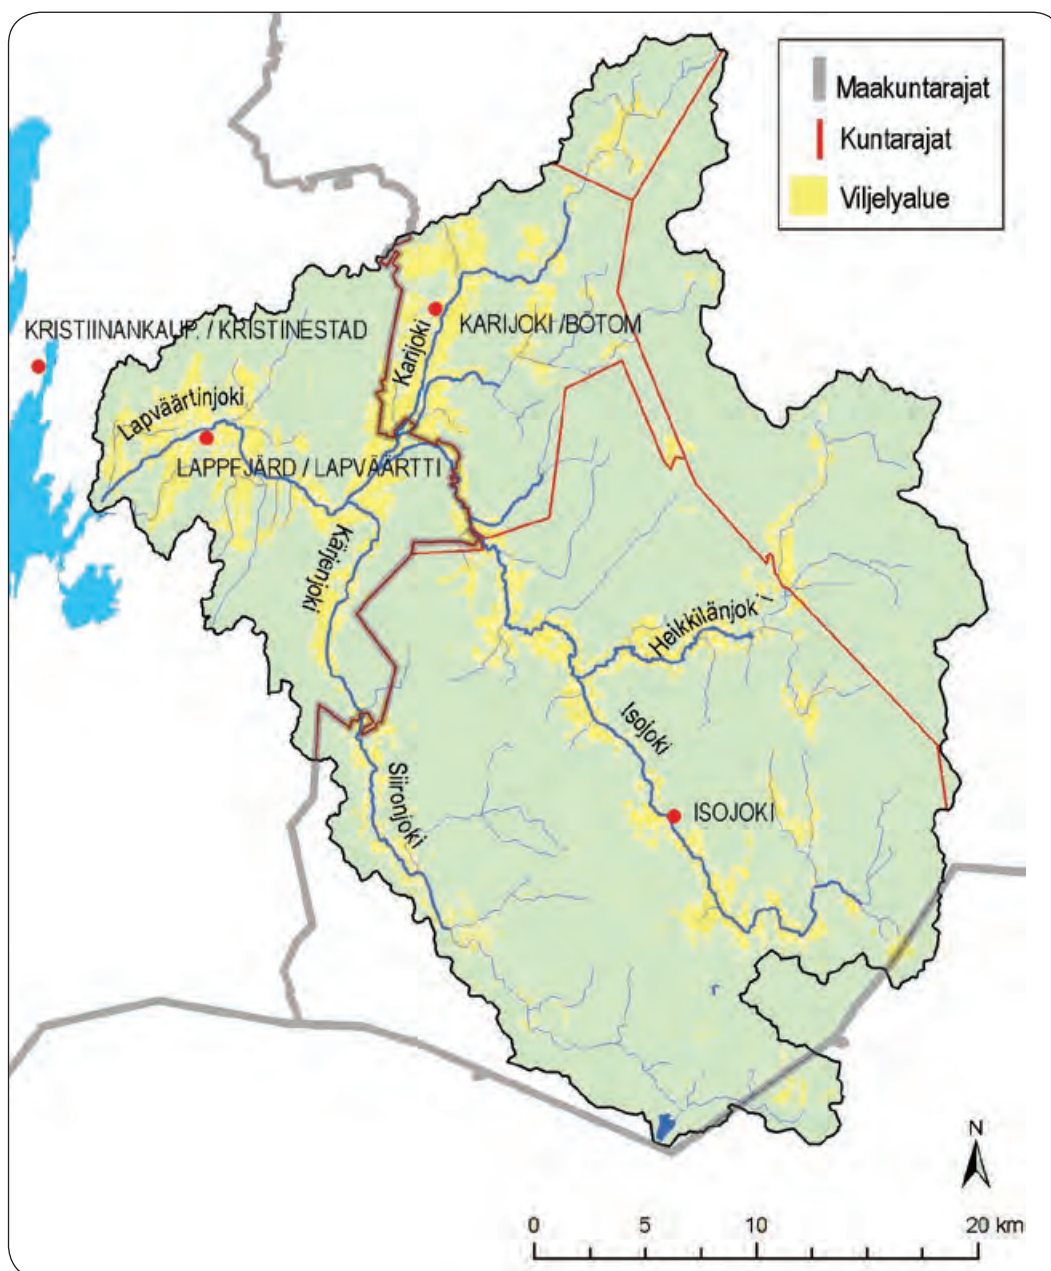 Maakuntarajat
Kuntarajat
Viljelyalue
KRISTIINANKAUP. / KRISTINESTAD
KARIJOKI /BÖTOM
Karijoki
Lapväärtinjoki
LAPPFJÄRD / LAPVÄÄRTTI
Kärjenjoki
Heikkilänjoki
Isojoki
Siironjoki
ISOJOKI
N
0 5 10 20 km